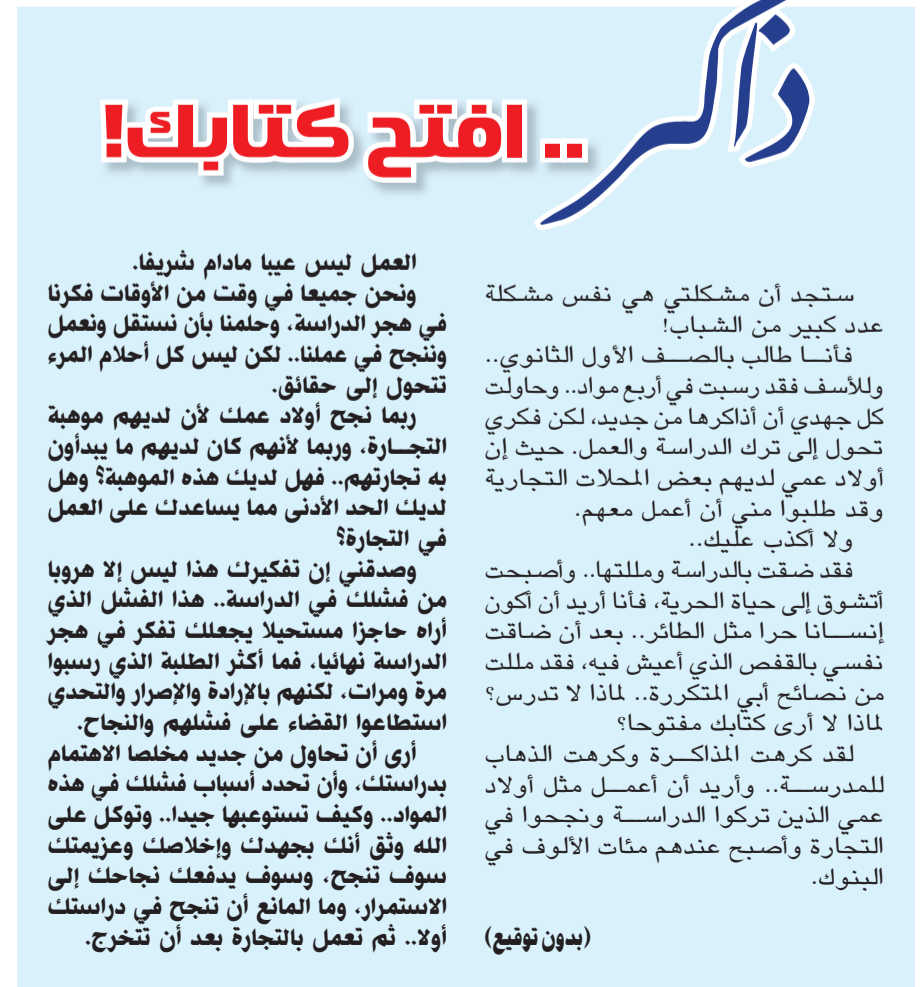 ذاكر
.. افتح كتابك!
ستجد أن مشكلتي هي نفس مشكلة
عدد كبير من الشباب!
فأنــا طالب بالصــف الأول الثانوي..
وللأسف فقد رسبت في أربع مواد.. وحاولت
كل جهدي أن أذاكرها من جديد، لكن فكري
تحول إلى ترك الدراسة والعمل. حيث إن
أولاد عمي لديهم بعض المحلات التجارية
وقد طلبوا مني أن أعمل معهم.
ولا أكذب عليك..
فقد ضقت بالدراسة ومللتها.. وأصبحت
أتشوق إلى حياة الحرية، فأنا أريد أن أكون
إنســانا حرا مثل الطائر.. بعد أن ضاقت
نفسي بالقفص الذي أعيش فيه، فقد مللت
من نصائح أبي المتكررة.. لماذا لا تدرس؟
لماذا لا أرى كتابك مفتوحا؟
لقد كرهت المذاكــرة وكرهت الذهاب
للمدرســة.. وأريد أن أعمــل مثل أولاد
عمي الذين تركوا الدراســة ونجحوا في
التجارة وأصبح عندهم مئات الألوف في
البنوك.
(بدون توقيع)
العمل ليس عيبا مادام شريفا.
ونحن جميعا في وقت من الأوقات فكرنا
في هجر الدراسة، وحلمنا بأن نستقل ونعمل
وننجح في عملنا.. لكن ليس كل أحلام المرء
تتحول إلى حقائق.
ربما نجح أولاد عمك لأن لديهم موهبة
التجــارة، وربما لأنهم كان لديهم ما يبدأون
به تجارتهم.. فهل لديك هذه الموهبة؟ وهل
لديك الحد الأدنى مما يساعدك على العمل
في التجارة؟
وصدقني إن تفكيرك هذا ليس إلا هروبا
من فشلك في الدراسة.. هذا الفشل الذي
أراه حاجزا مستحيلا يجعلك تفكر في هجر
الدراسة نهائيا، فما أكثر الطلبة الذي رسبوا
مرة ومرات، لكنهم بالإرادة والإصرار والتحدي
استطاعوا القضاء على فشلهم والنجاح.
أرى أن تحاول من جديد مخلصا الاهتمام
بدراستك، وأن تحدد أسباب فشلك في هذه
المواد.. وكيف تستوعبها جيدا.. وتوكل على
الله وثق أنك بجهدك وإخلاصك وعزيمتك
سوف تنجح، وسوف يدفعك نجاحك إلى
الاستمرار، وما المانع أن تنجح في دراستك
أولا.. ثم تعمل بالتجارة بعد أن تتخرج.